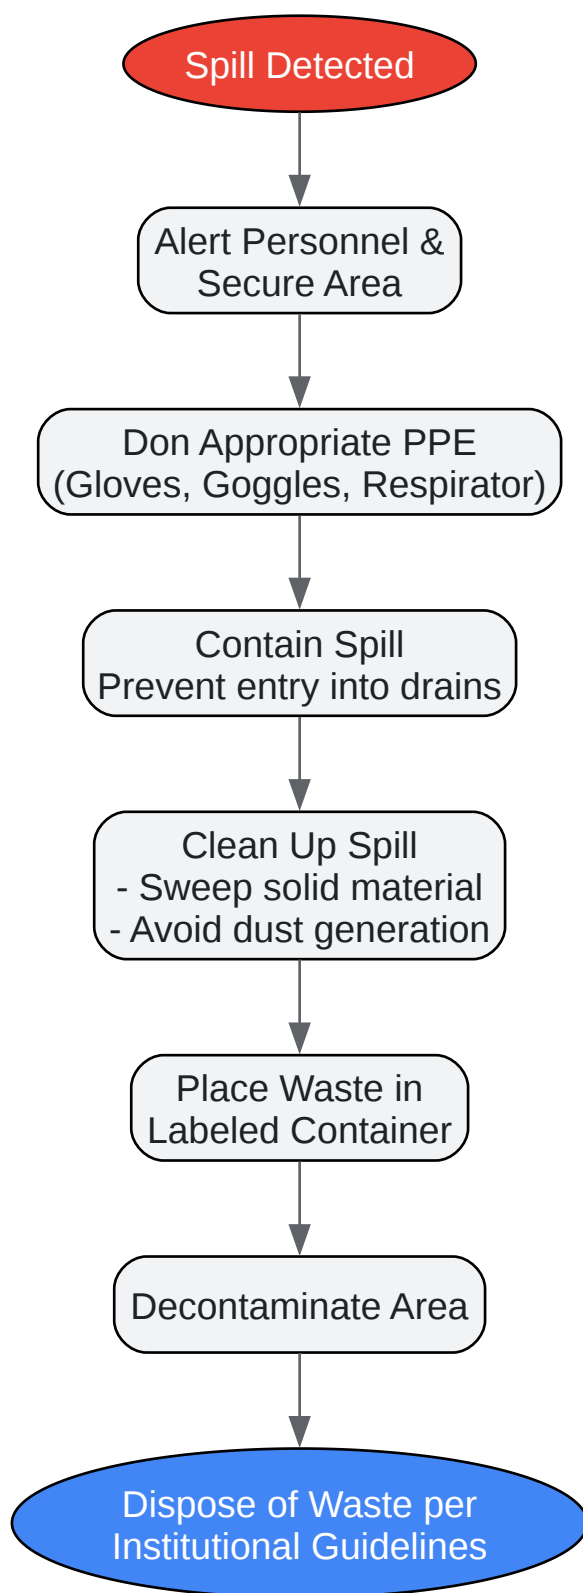 Spill Detected
Alert Personnel &
Secure Area
Don Appropriate PPE
(Gloves, Goggles, Respirator)
Contain Spill
Prevent entry into drains
Clean Up Spill
- Sweep solid material
- Avoid dust generation
Place Waste in
Labeled Container
Decontaminate Area
Dispose of Waste per
Institutional Guidelines